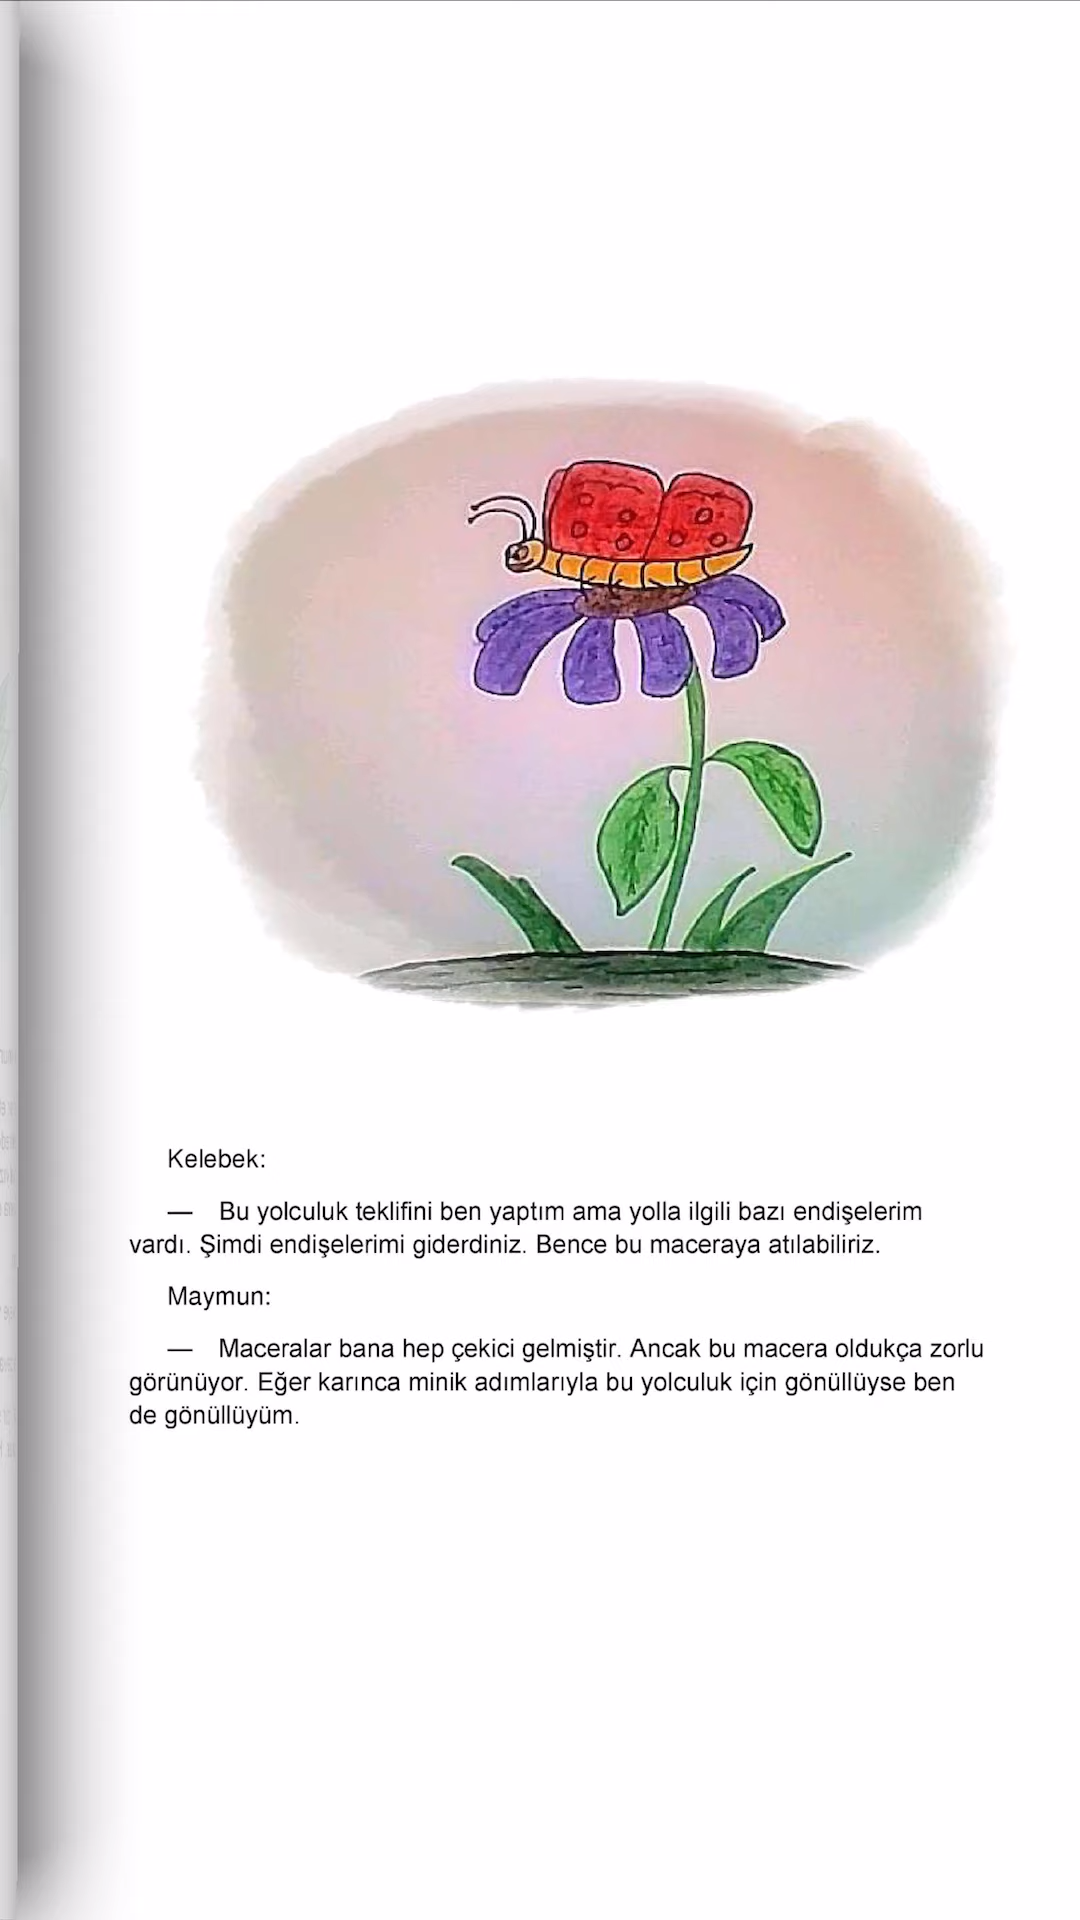 Kelebek:
— Bu yolculuk teklifini ben yaptım ama yolla ilgili bazı endişelerim
vardı. Şimdi endişelerimi giderdiniz. Bence bu maceraya atılabiliriz.
Maymun:
— Maceralar bana hep çekici gelmiştir. Ancak bu macera oldukça zorlu
görünüyor. Eğer karınca minik adımlarıyla bu yolculuk için gönüllüyse ben
de gönüllüyüm.